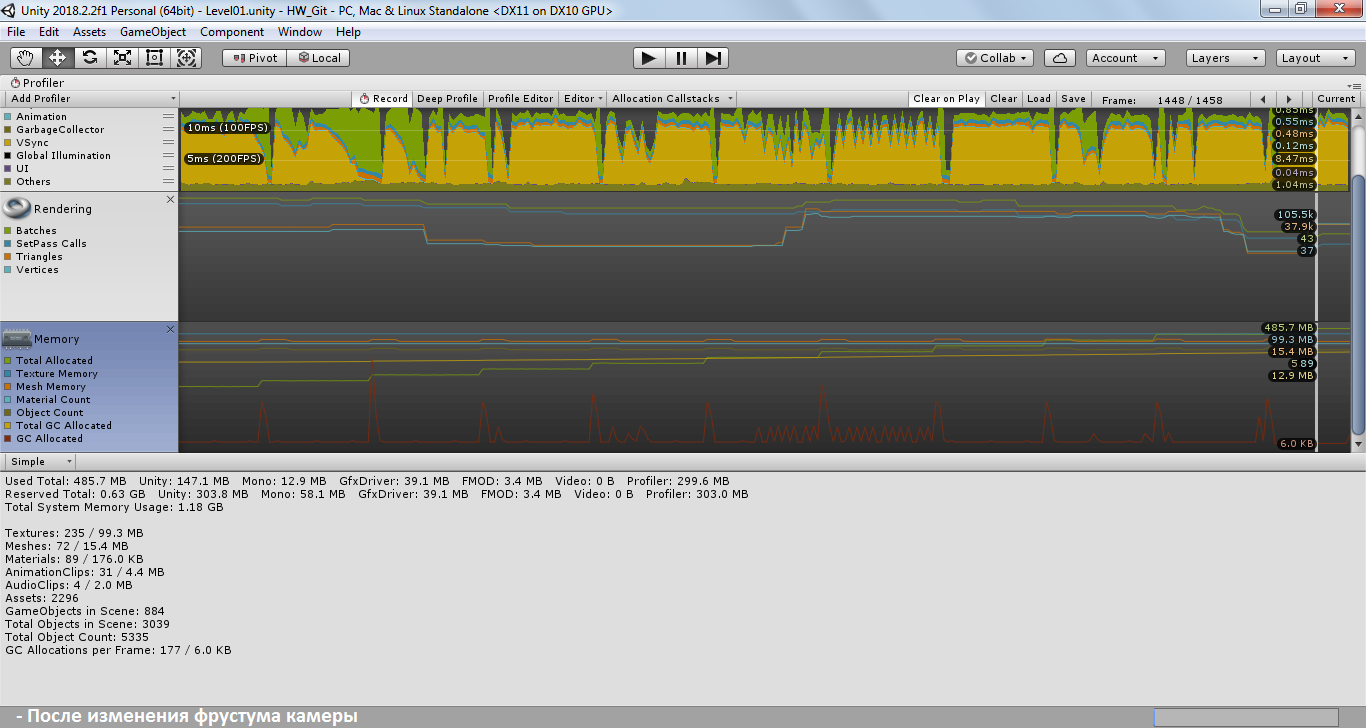 Unity 2018.2.2f1 Personal (64bit) - Level01.unity - HW_Git - PC, Mac & Linux Standalone <DX11 on DX10 GPU>
File Edit Assets GameObject Component Window Help
Pivot Local Collab Account Layers Layout
Profiler
Add Profiler Record Deep Profile Profile Editor Editor Allocation Callstacks Clear on Play Clear Load Save Frame: 1448 / 1458 Current
Animation
GarbageCollector
VSync
Global Illumination
UI
Others
10ms (100FPS)
5ms (200FPS)
0.85ms
0.55ms
0.48ms
0.12ms
8.47ms
0.04ms
1.04ms
Rendering
Batches
SetPass Calls
Triangles
Vertices
105.5k
37.9k
43
37
Memory
Total Allocated
Texture Memory
Mesh Memory
Material Count
Object Count
Total GC Allocated
GC Allocated
485.7 MB
99.3 MB
15.4 MB
5.89
12.9 MB
6.0 KB
Simple
Used Total: 485.7 MB Unity: 147.1 MB Mono: 12.9 MB GfxDriver: 39.1 MB FMOD: 3.4 MB Video: 0 B Profiler: 299.6 MB
Reserved Total: 0.63 GB Unity: 303.8 MB Mono: 58.1 MB GfxDriver: 39.1 MB FMOD: 3.4 MB Video: 0 B Profiler: 303.0 MB
Total System Memory Usage: 1.18 GB
Textures: 235 / 99.3 MB
Meshes: 72 / 15.4 MB
Materials: 89 / 176.0 KB
AnimationClips: 31 / 4.4 MB
AudioClips: 4 / 2.0 MB
Assets: 2296
GameObjects in Scene: 884
Total Objects in Scene: 3039
Total Object Count: 5335
GC Allocations per Frame: 177 / 6.0 KB
- После изменения фрустума камеры